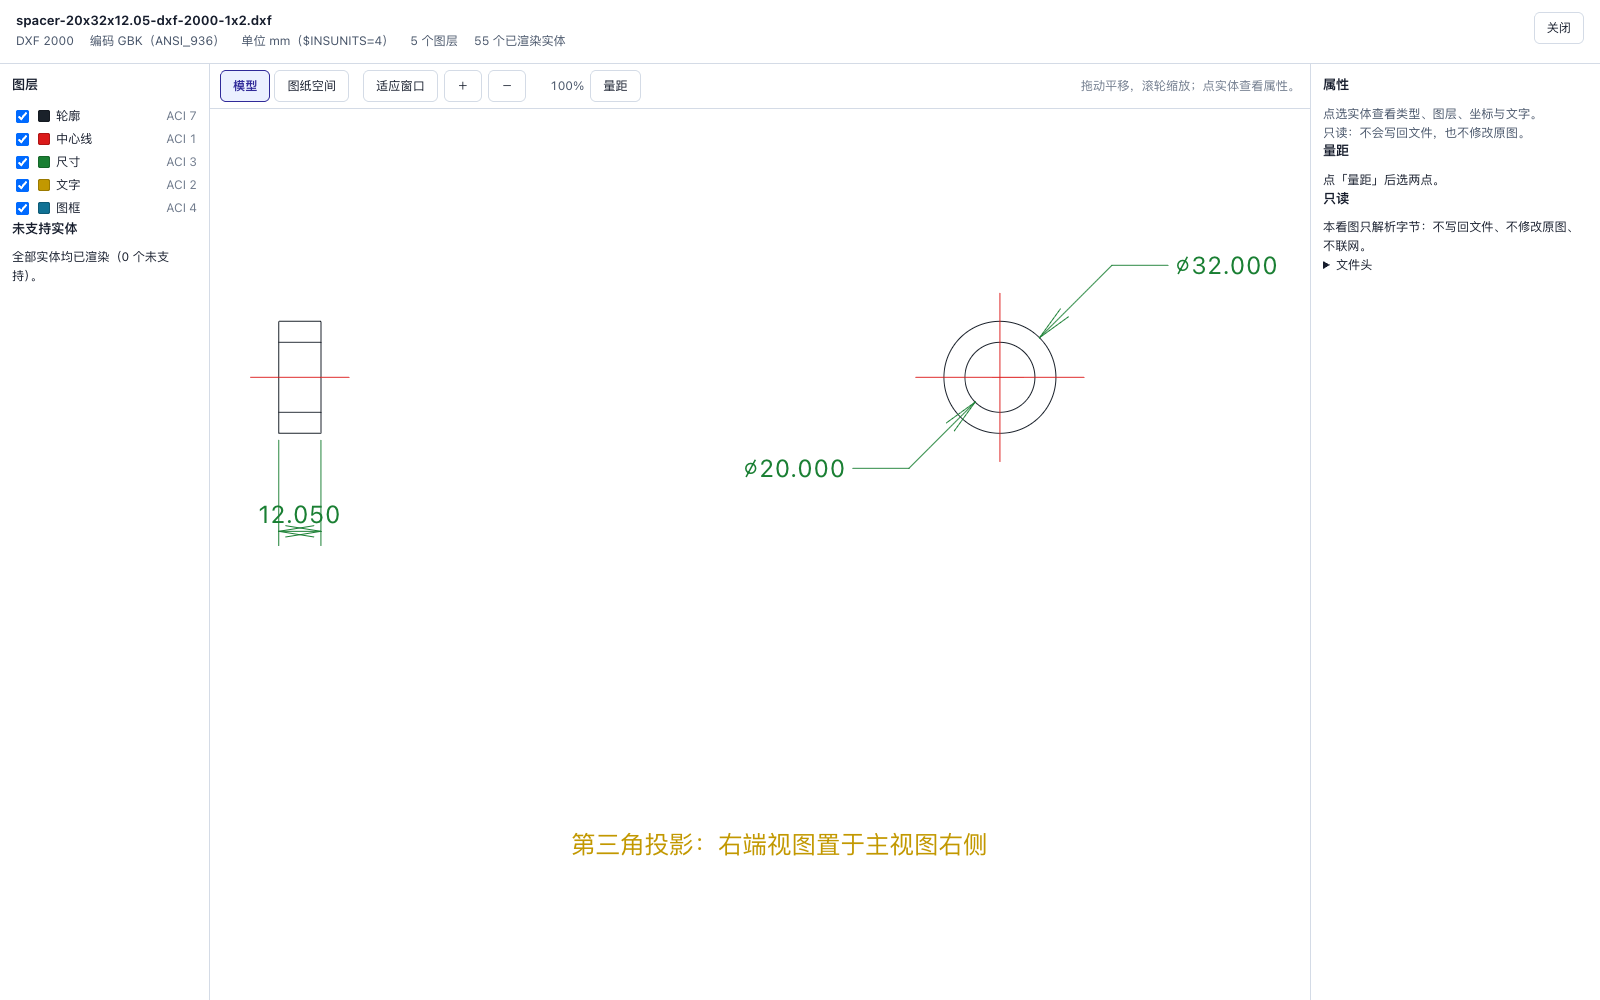 spacer-20x32x12.05-dxf-2000-1x2.dxf
DXF 2000 编码 GBK（ANSI_936） 单位 mm（$INSUNITS=4） 5 个图层 55 个已渲染实体
关闭
图层
轮廓 ACI 7
中心线 ACI 1
尺寸 ACI 3
文字 ACI 2
图框 ACI 4
未支持实体
全部实体均已渲染（0 个未支
持）。
模型 图纸空间 适应窗口 + − 100% 量距
拖动平移，滚轮缩放；点实体查看属性。
⌀32.000
⌀20.000
12.050
第三角投影：右端视图置于主视图右侧
属性
点选实体查看类型、图层、坐标与文字。
只读：不会写回文件，也不修改原图。
量距
点「量距」后选两点。
只读
本看图只解析字节：不写回文件、不修改原图、
不联网。
▶ 文件头